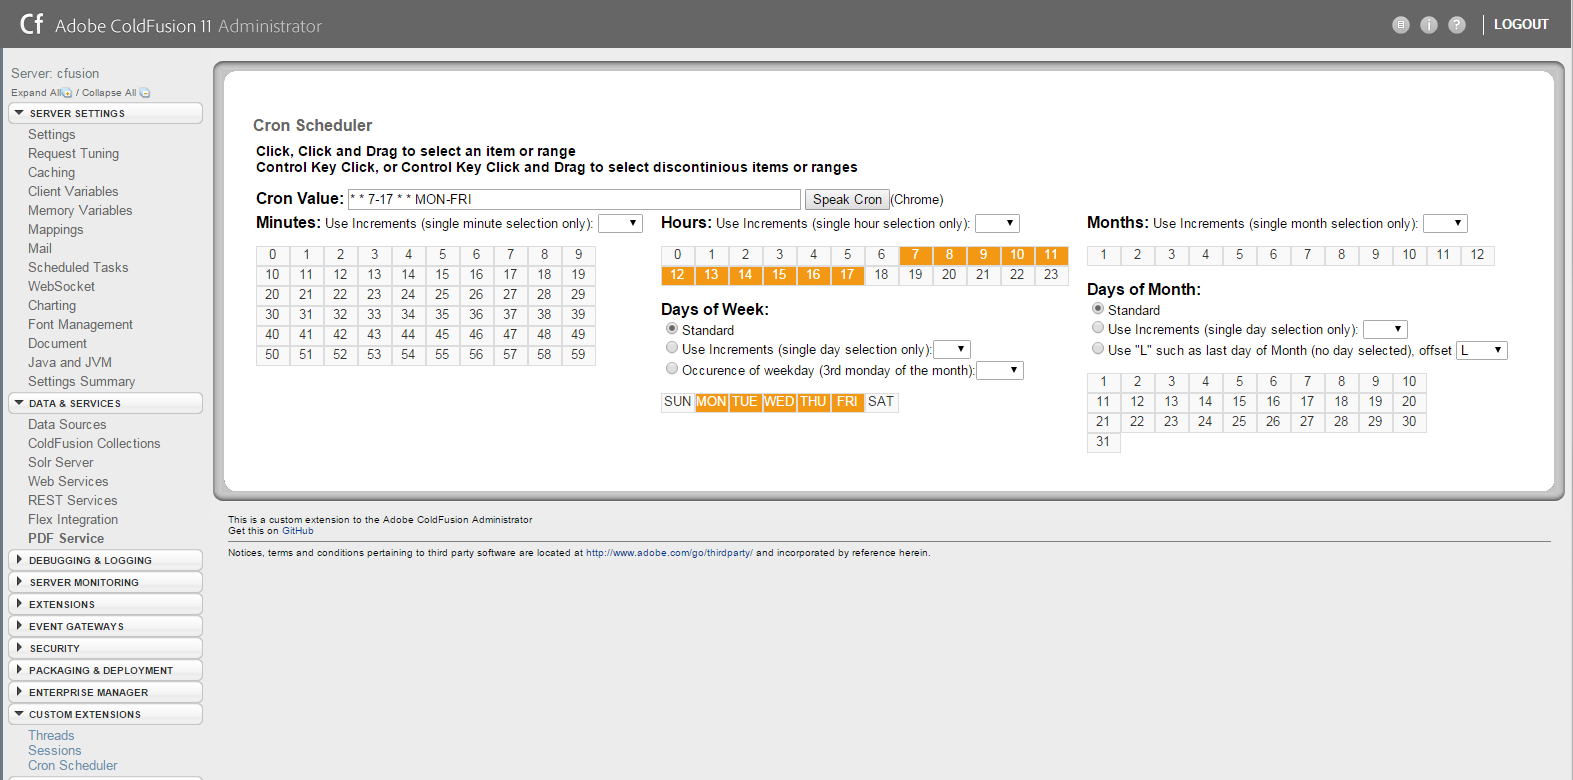 Cf Adobe ColdFusion 11 Administrator
i ? LOGOUT
Server: cfusion
Expand All / Collapse All
SERVER SETTINGS
Settings
Request Tuning
Caching
Client Variables
Memory Variables
Mappings
Mail
Scheduled Tasks
WebSocket
Charting
Font Management
Document
Java and JVM
Settings Summary
DATA & SERVICES
Data Sources
ColdFusion Collections
Solr Server
Web Services
REST Services
Flex Integration
PDF Service
DEBUGGING & LOGGING
SERVER MONITORING
EXTENSIONS
EVENT GATEWAYS
SECURITY
PACKAGING & DEPLOYMENT
ENTERPRISE MANAGER
CUSTOM EXTENSIONS
Threads
Sessions
Cron Scheduler
Cron Scheduler
Click, Click and Drag to select an item or range
Control Key Click, or Control Key Click and Drag to select discontinious items or ranges
Cron Value: * * 7-17 * * MON-FRI Speak Cron (Chrome)
Minutes: Use Increments (single minute selection only):
0 1 2 3 4 5 6 7 8 9
10 11 12 13 14 15 16 17 18 19
20 21 22 23 24 25 26 27 28 29
30 31 32 33 34 35 36 37 38 39
40 41 42 43 44 45 46 47 48 49
50 51 52 53 54 55 56 57 58 59
Hours: Use Increments (single hour selection only):
0 1 2 3 4 5 6 7 8 9 10 11
12 13 14 15 16 17 18 19 20 21 22 23
Days of Week:
Standard
Use Increments (single day selection only):
Occurence of weekday (3rd monday of the month):
SUN MON TUE WED THU FRI SAT
Months: Use Increments (single month selection only):
1 2 3 4 5 6 7 8 9 10 11 12
Days of Month:
Standard
Use Increments (single day selection only):
Use "L" such as last day of Month (no day selected), offset L
1 2 3 4 5 6 7 8 9 10
11 12 13 14 15 16 17 18 19 20
21 22 23 24 25 26 27 28 29 30
31
This is a custom extension to the Adobe ColdFusion Administrator
Get this on GitHub
Notices, terms and conditions pertaining to third party software are located at http://www.adobe.com/go/thirdparty/ and incorporated by reference herein.